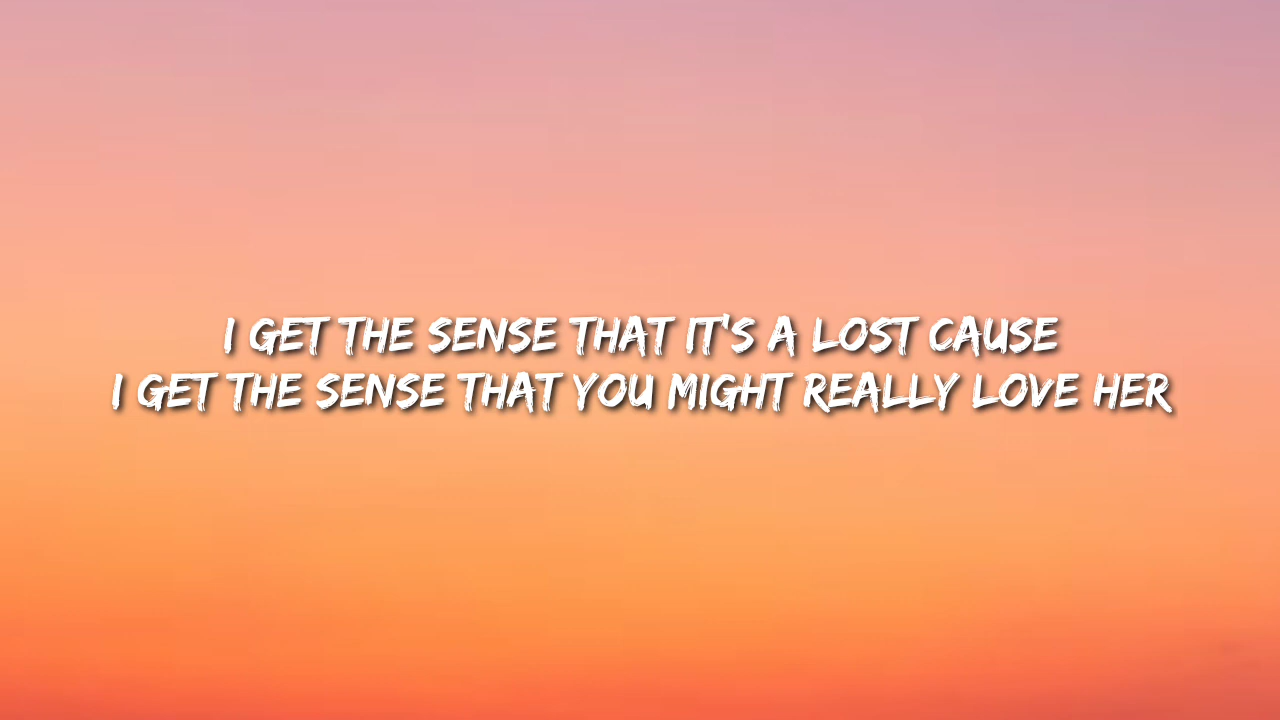 I GET THE SENSE THAT IT'S A LOST CAUSE
I GET THE SENSE THAT YOU MIGHT REALLY LOVE HER